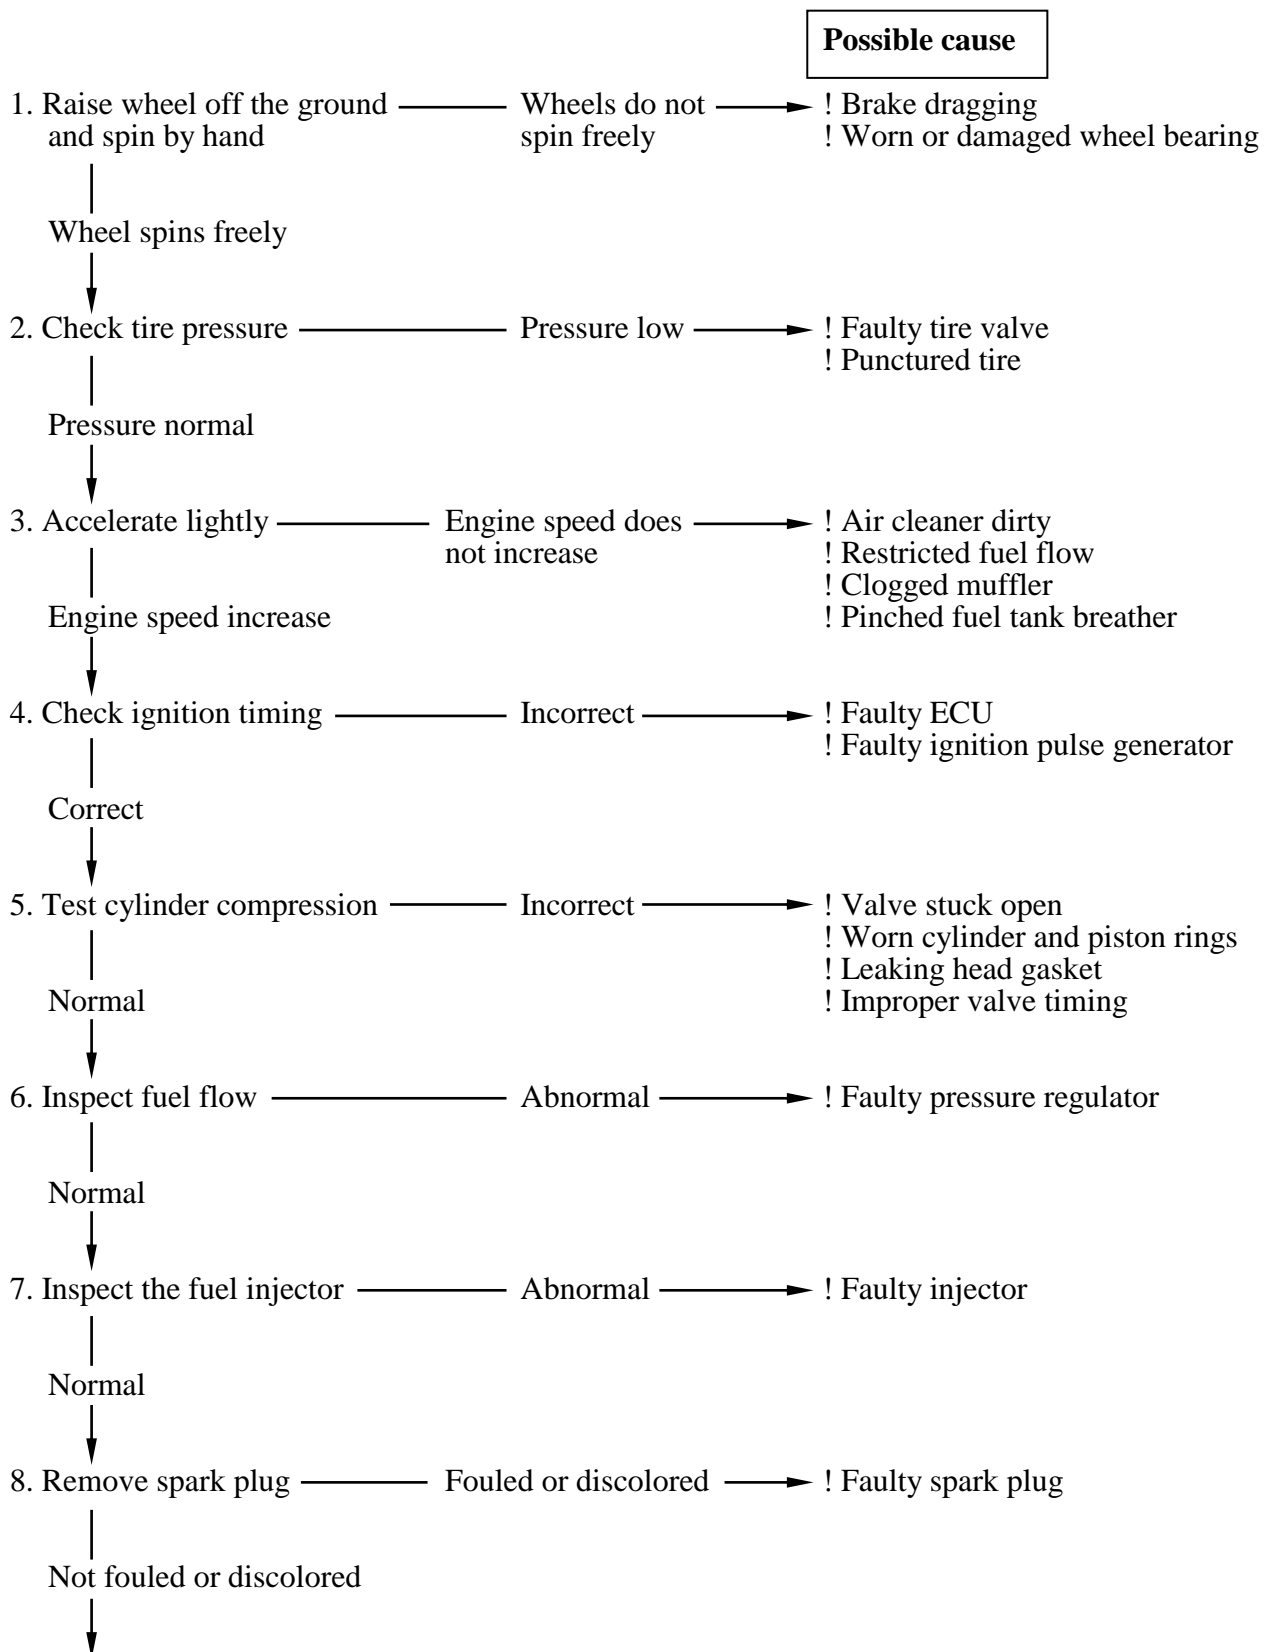 Possible cause
1. Raise wheel off the ground Wheels do not ! Brake dragging
and spin by hand spin freely ! Worn or damaged wheel bearing
Wheel spins freely
2. Check tire pressure Pressure low ! Faulty tire valve
! Punctured tire
Pressure normal
3. Accelerate lightly Engine speed does ! Air cleaner dirty
not increase ! Restricted fuel flow
! Clogged muffler
Engine speed increase ! Pinched fuel tank breather
4. Check ignition timing Incorrect ! Faulty ECU
! Faulty ignition pulse generator
Correct
5. Test cylinder compression Incorrect ! Valve stuck open
! Worn cylinder and piston rings
! Leaking head gasket
Normal ! Improper valve timing
6. Inspect fuel flow Abnormal ! Faulty pressure regulator
Normal
7. Inspect the fuel injector Abnormal ! Faulty injector
Normal
8. Remove spark plug Fouled or discolored ! Faulty spark plug
Not fouled or discolored